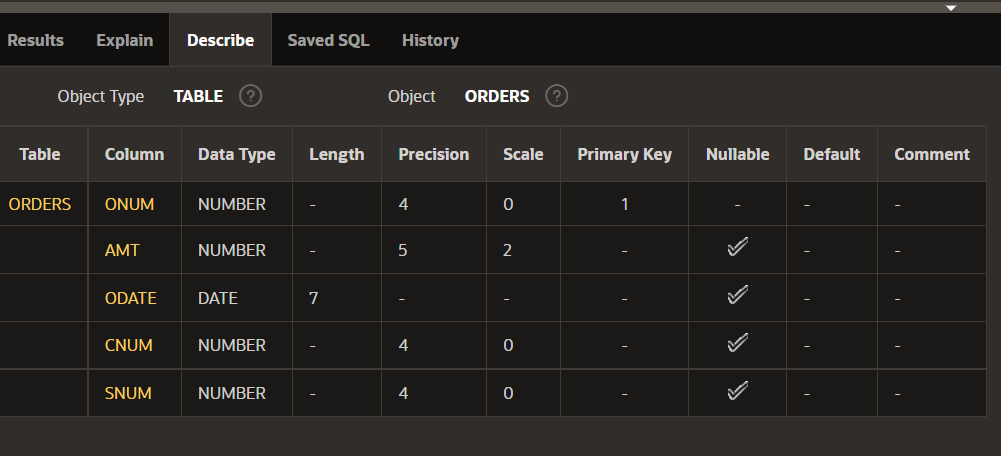 Results Explain Describe Saved SQL History
Object Type TABLE ? Object ORDERS ?
Table Column Data Type Length Precision Scale Primary Key Nullable Default Comment
ORDERS ONUM NUMBER - 4 0 1 - - -
AMT NUMBER - 5 2 - - -
ODATE DATE 7 - - - - -
CNUM NUMBER - 4 0 - - -
SNUM NUMBER - 4 0 - - -